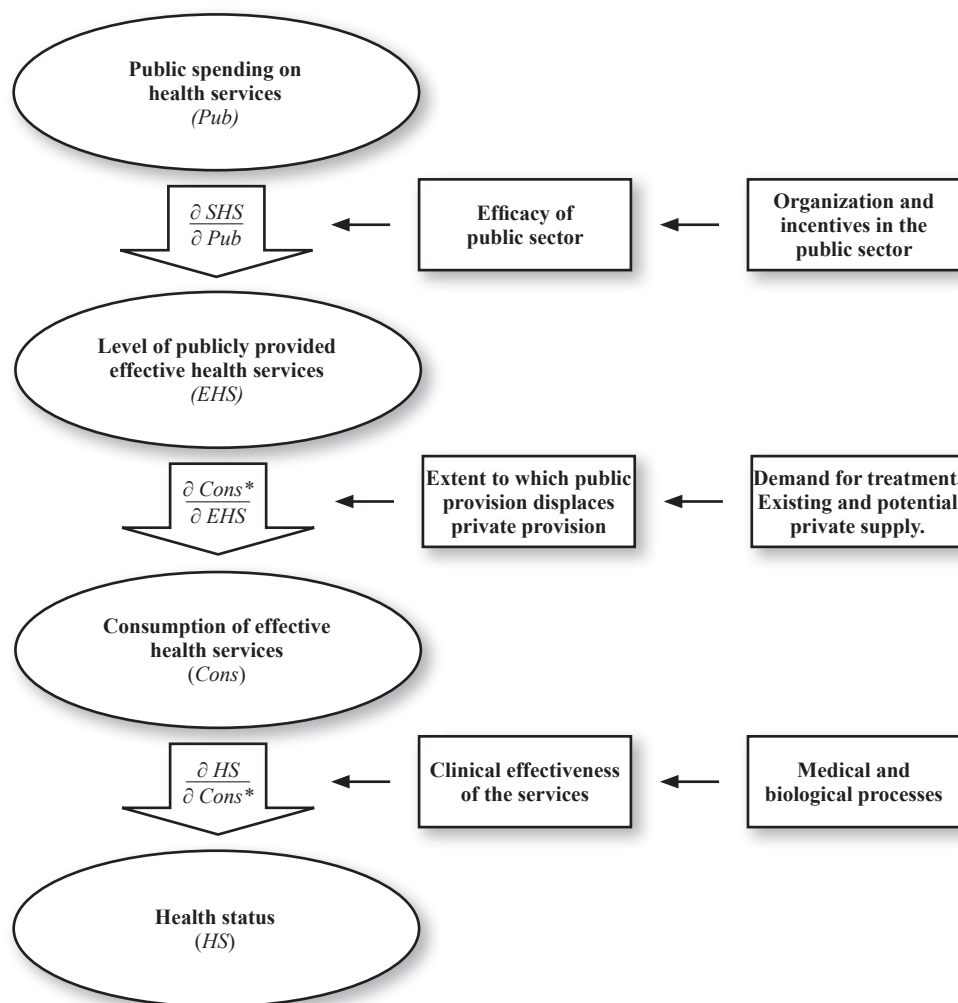 Public spending on
health services
(Pub)
∂ SHS
∂ Pub
Efficacy of
public sector
Organization and
incentives in the
public sector
Level of publicly provided
effective health services
(EHS)
∂ Cons*
∂ EHS
Extent to which public
provision displaces
private provision
Demand for treatment.
Existing and potential
private supply.
Consumption of effective
health services
(Cons)
∂ HS
∂ Cons*
Clinical effectiveness
of the services
Medical and
biological processes
Health status
(HS)